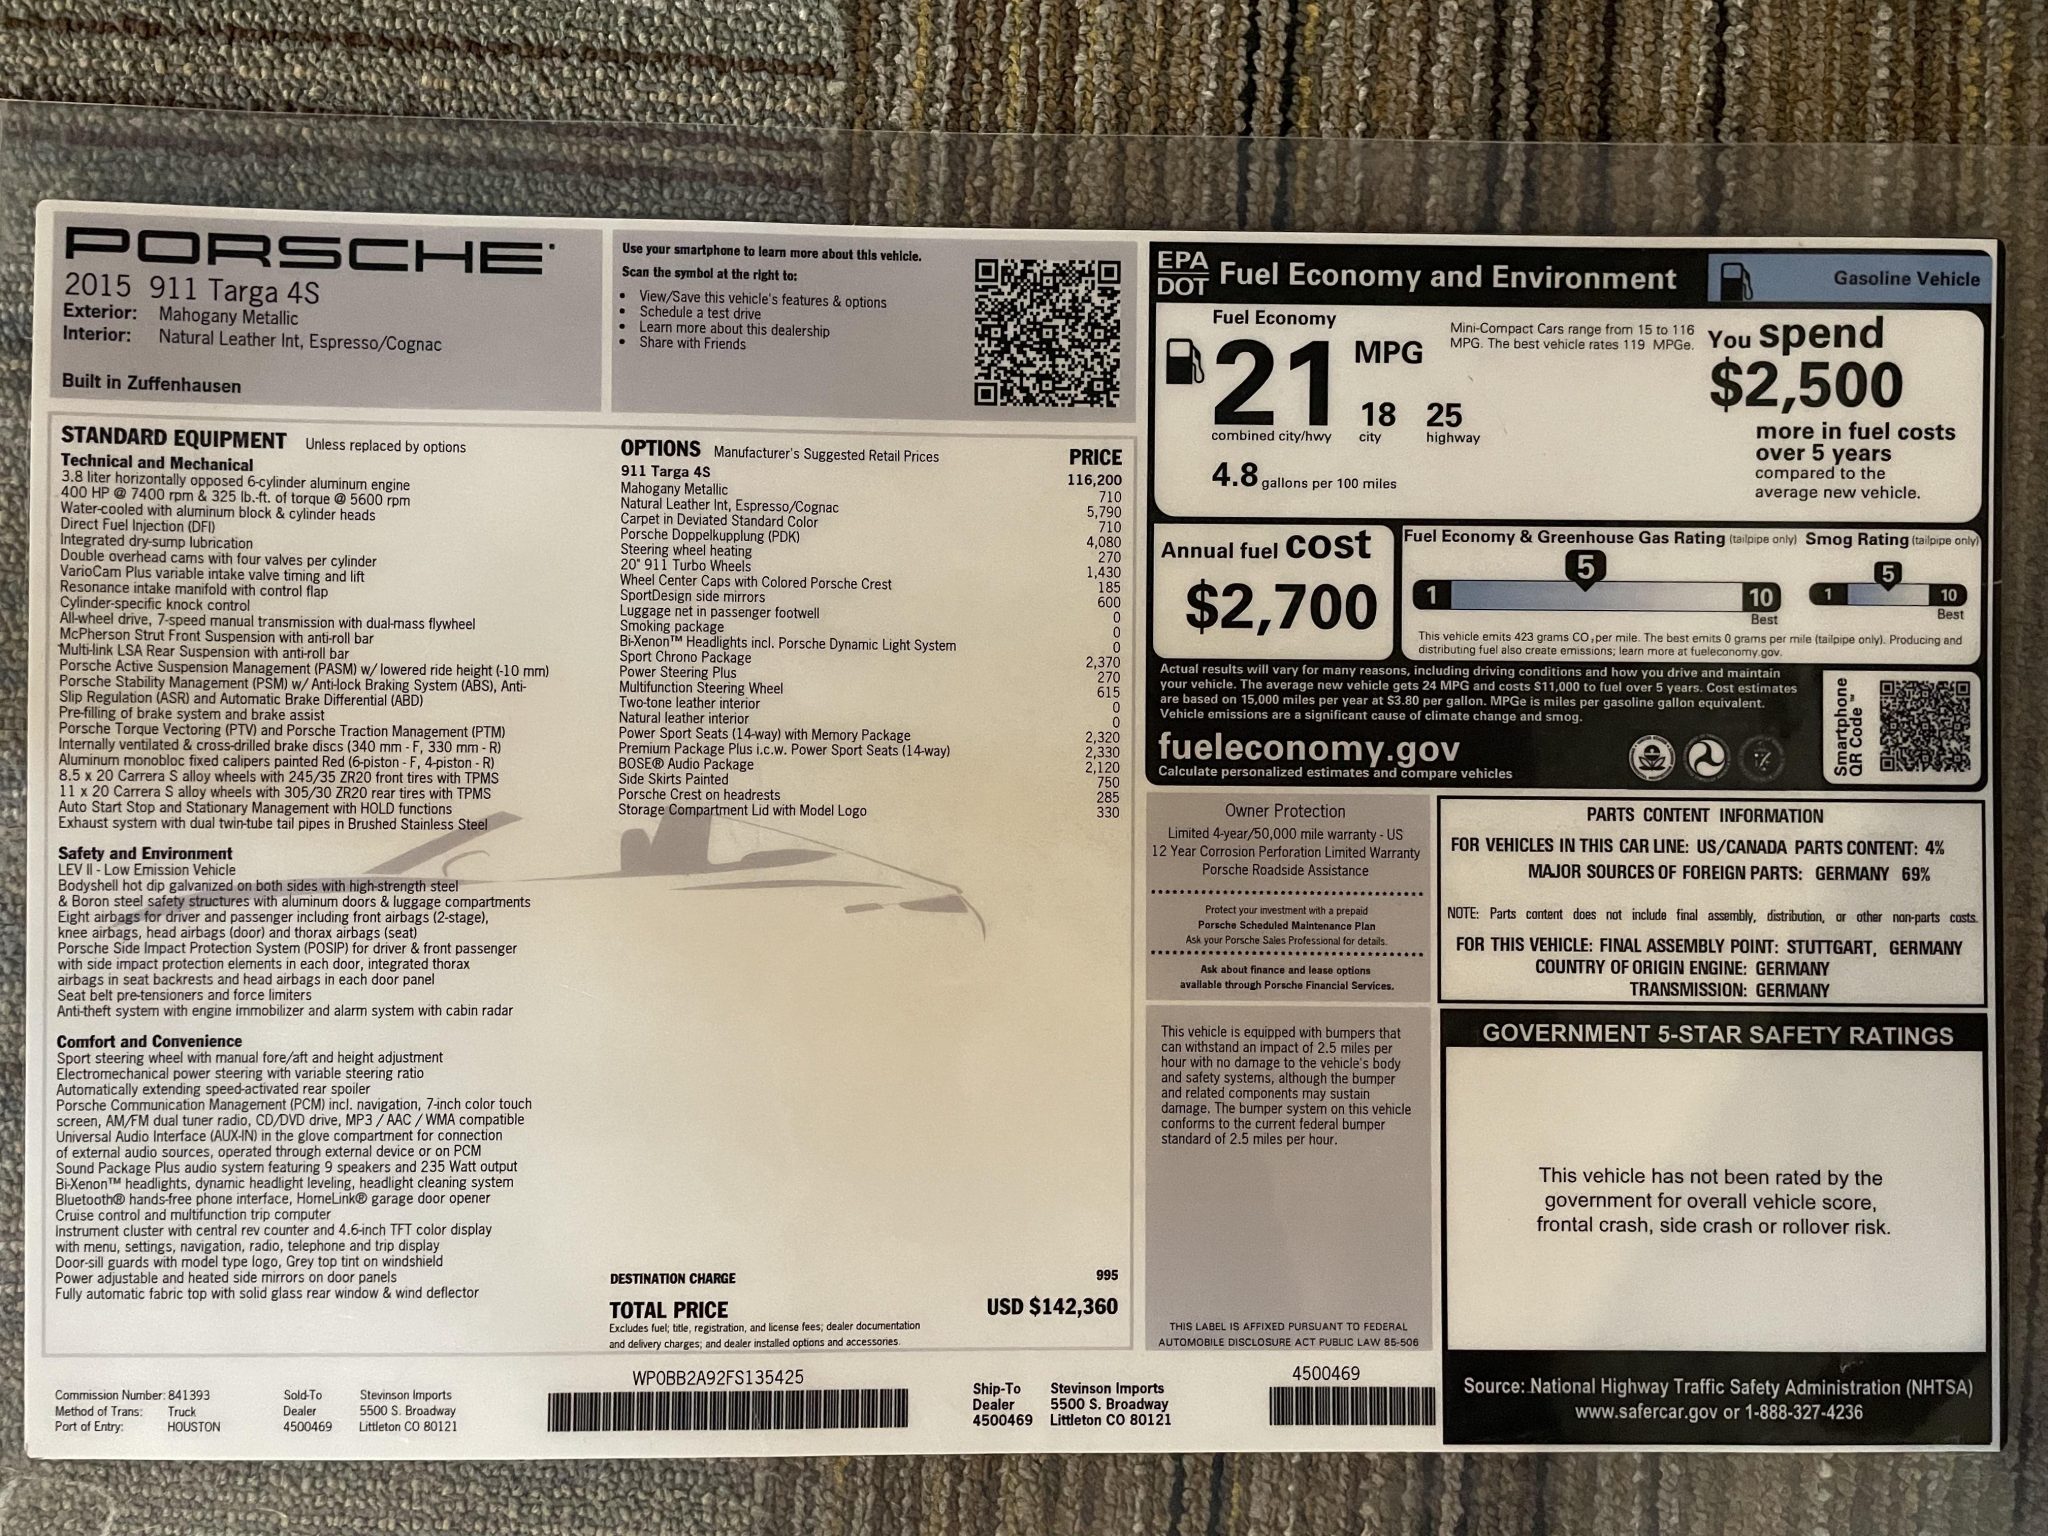 PORSCHE
2015 911 Targa 4S
Exterior: Mahogany Metallic
Interior: Natural Leather Int, Espresso/Cognac
Built in Zuffenhausen
Use your smartphone to learn more about this vehicle.
Scan the symbol at the right to:
• View/Save this vehicle's features & options
• Schedule a test drive
• Learn more about this dealership
• Share with Friends
STANDARD EQUIPMENT Unless replaced by options
Technical and Mechanical
3.8 liter horizontally opposed 6-cylinder aluminum engine
400 HP @ 7400 rpm & 325 lb.-ft. of torque @ 5600 rpm
Water-cooled with aluminum block & cylinder heads
Direct Fuel Injection (DFI)
Integrated dry-sump lubrication
Double overhead cams with four valves per cylinder
VarioCam Plus variable intake valve timing and lift
Resonance intake manifold with control flap
Cylinder-specific knock control
All-wheel drive, 7-speed manual transmission with dual-mass flywheel
McPherson Strut Front Suspension with anti-roll bar
Multi-link LSA Rear Suspension with anti-roll bar
Porsche Active Suspension Management (PASM) w/ lowered ride height (-10 mm)
Porsche Stability Management (PSM) w/ Anti-lock Braking System (ABS), Anti-
Slip Regulation (ASR) and Automatic Brake Differential (ABD)
Pre-filling of brake system and brake assist
Porsche Torque Vectoring (PTV) and Porsche Traction Management (PTM)
Internally ventilated & cross-drilled brake discs (340 mm - F, 330 mm - R)
Aluminum monobloc fixed calipers painted Red (6-piston - F, 4-piston - R)
8.5 x 20 Carrera S alloy wheels with 245/35 ZR20 front tires with TPMS
11 x 20 Carrera S alloy wheels with 305/30 ZR20 rear tires with TPMS
Auto Start Stop and Stationary Management with HOLD functions
Exhaust system with dual twin-tube tail pipes in Brushed Stainless Steel
Safety and Environment
LEV II - Low Emission Vehicle
Bodyshell hot dip galvanized on both sides with high-strength steel
& Boron steel safety structures with aluminum doors & luggage compartments
Eight airbags for driver and passenger including front airbags (2-stage),
knee airbags, head airbags (door) and thorax airbags (seat)
Porsche Side Impact Protection System (POSIP) for driver & front passenger
with side impact protection elements in each door, integrated thorax
airbags in seat backrests and head airbags in each door panel
Seat belt pre-tensioners and force limiters
Anti-theft system with engine immobilizer and alarm system with cabin radar
Comfort and Convenience
Sport steering wheel with manual fore/aft and height adjustment
Electromechanical power steering with variable steering ratio
Automatically extending speed-activated rear spoiler
Porsche Communication Management (PCM) incl. navigation, 7-inch color touch
screen, AM/FM dual tuner radio, CD/DVD drive, MP3 / AAC / WMA compatible
Universal Audio Interface (AUX-IN) in the glove compartment for connection
of external audio sources, operated through external device or on PCM
Sound Package Plus audio system featuring 9 speakers and 235 Watt output
Bi-Xenon™ headlights, dynamic headlight leveling, headlight cleaning system
Bluetooth® hands-free phone interface, HomeLink® garage door opener
Cruise control and multifunction trip computer
Instrument cluster with central rev counter and 4.6-inch TFT color display
with menu, settings, navigation, radio, telephone and trip display
Door-sill guards with model type logo, Grey top tint on windshield
Power adjustable and heated side mirrors on door panels
Fully automatic fabric top with solid glass rear window & wind deflector
OPTIONS Manufacturer's Suggested Retail Prices PRICE
911 Targa 4S 116,200
Mahogany Metallic 710
Natural Leather Int, Espresso/Cognac 5,790
Carpet in Deviated Standard Color 710
Porsche Doppelkupplung (PDK) 4,080
Steering wheel heating 270
20" 911 Turbo Wheels 1,430
Wheel Center Caps with Colored Porsche Crest 185
SportDesign side mirrors 600
Luggage net in passenger footwell 0
Smoking package 0
Bi-Xenon™ Headlights incl. Porsche Dynamic Light System 0
Sport Chrono Package 2,370
Power Steering Plus 270
Multifunction Steering Wheel 615
Two-tone leather interior 0
Natural leather interior 0
Power Sport Seats (14-way) with Memory Package 2,320
Premium Package Plus i.c.w. Power Sport Seats (14-way) 2,330
BOSE® Audio Package 2,120
Side Skirts Painted 750
Porsche Crest on headrests 285
Storage Compartment Lid with Model Logo 330
DESTINATION CHARGE 995
TOTAL PRICE USD $142,360
Excludes fuel; title, registration, and license fees; dealer documentation
and delivery charges; and dealer installed options and accessories.
EPA
DOT Fuel Economy and Environment
Gasoline Vehicle
Fuel Economy
21 MPG
combined city/hwy
18 city
25 highway
4.8 gallons per 100 miles
Mini-Compact Cars range from 15 to 116
MPG. The best vehicle rates 119 MPGe.
You spend
$2,500
more in fuel costs
over 5 years
compared to the
average new vehicle.
Annual fuel cost
$2,700
Fuel Economy & Greenhouse Gas Rating (tailpipe only)
1 5 10
Best
Smog Rating (tailpipe only)
1 5 10
Best
This vehicle emits 423 grams CO2 per mile. The best emits 0 grams per mile (tailpipe only). Producing and
distributing fuel also create emissions; learn more at fueleconomy.gov.
Actual results will vary for many reasons, including driving conditions and how you drive and maintain
your vehicle. The average new vehicle gets 24 MPG and costs $11,000 to fuel over 5 years. Cost estimates
are based on 15,000 miles per year at $3.80 per gallon. MPGe is miles per gasoline gallon equivalent.
Vehicle emissions are a significant cause of climate change and smog.
fueleconomy.gov
Calculate personalized estimates and compare vehicles
Smartphone
QR Code™
Owner Protection
Limited 4-year/50,000 mile warranty - US
12 Year Corrosion Perforation Limited Warranty
Porsche Roadside Assistance
Protect your investment with a prepaid
Porsche Scheduled Maintenance Plan
Ask your Porsche Sales Professional for details.
Ask about finance and lease options
available through Porsche Financial Services.
This vehicle is equipped with bumpers that
can withstand an impact of 2.5 miles per
hour with no damage to the vehicle's body
and safety systems, although the bumper
and related components may sustain
damage. The bumper system on this vehicle
conforms to the current federal bumper
standard of 2.5 miles per hour.
THIS LABEL IS AFFIXED PURSUANT TO FEDERAL
AUTOMOBILE DISCLOSURE ACT PUBLIC LAW 85-506
PARTS CONTENT INFORMATION
FOR VEHICLES IN THIS CAR LINE: US/CANADA PARTS CONTENT: 4%
MAJOR SOURCES OF FOREIGN PARTS: GERMANY 69%
NOTE: Parts content does not include final assembly, distribution, or other non-parts costs.
FOR THIS VEHICLE: FINAL ASSEMBLY POINT: STUTTGART, GERMANY
COUNTRY OF ORIGIN ENGINE: GERMANY
TRANSMISSION: GERMANY
GOVERNMENT 5-STAR SAFETY RATINGS
This vehicle has not been rated by the
government for overall vehicle score,
frontal crash, side crash or rollover risk.
Source: National Highway Traffic Safety Administration (NHTSA)
www.safercar.gov or 1-888-327-4236
Commission Number: 841393
Method of Trans: Truck
Port of Entry: HOUSTON
Sold-To Stevinson Imports
Dealer 5500 S. Broadway
4500469 Littleton CO 80121
WP0BB2A92FS135425
Ship-To Stevinson Imports
Dealer 5500 S. Broadway
4500469 Littleton CO 80121
4500469